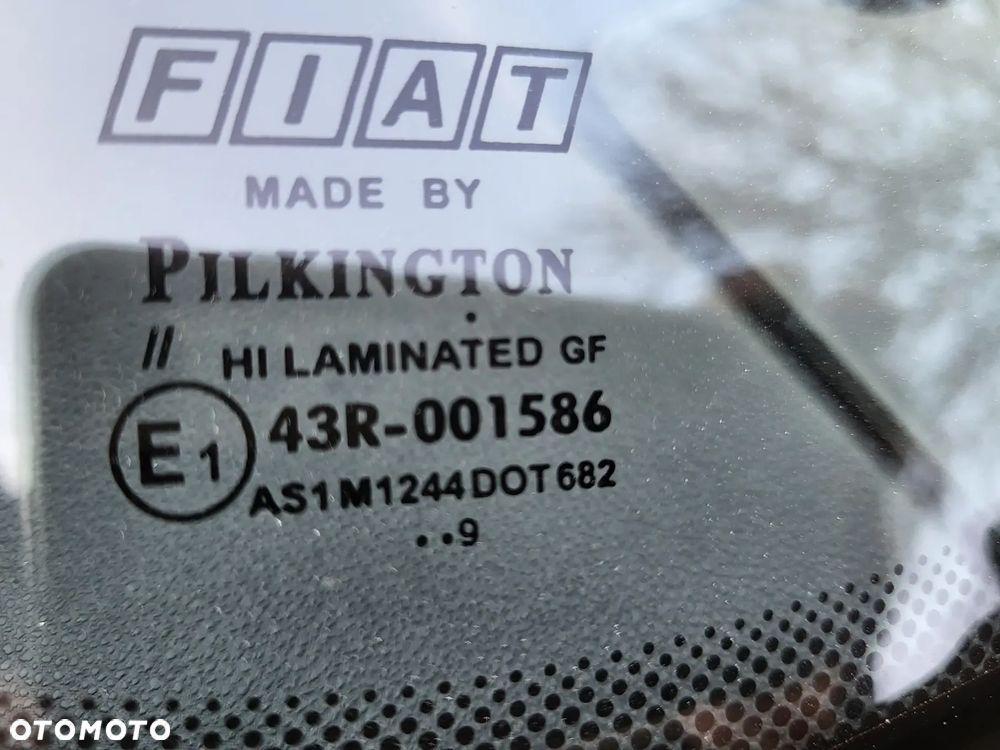 FIAT
MADE BY
PILKINGTON
// HI LAMINATED GF
E1 43R-001586
AS1 M1244 DOT 682
..9
OTOMOTO